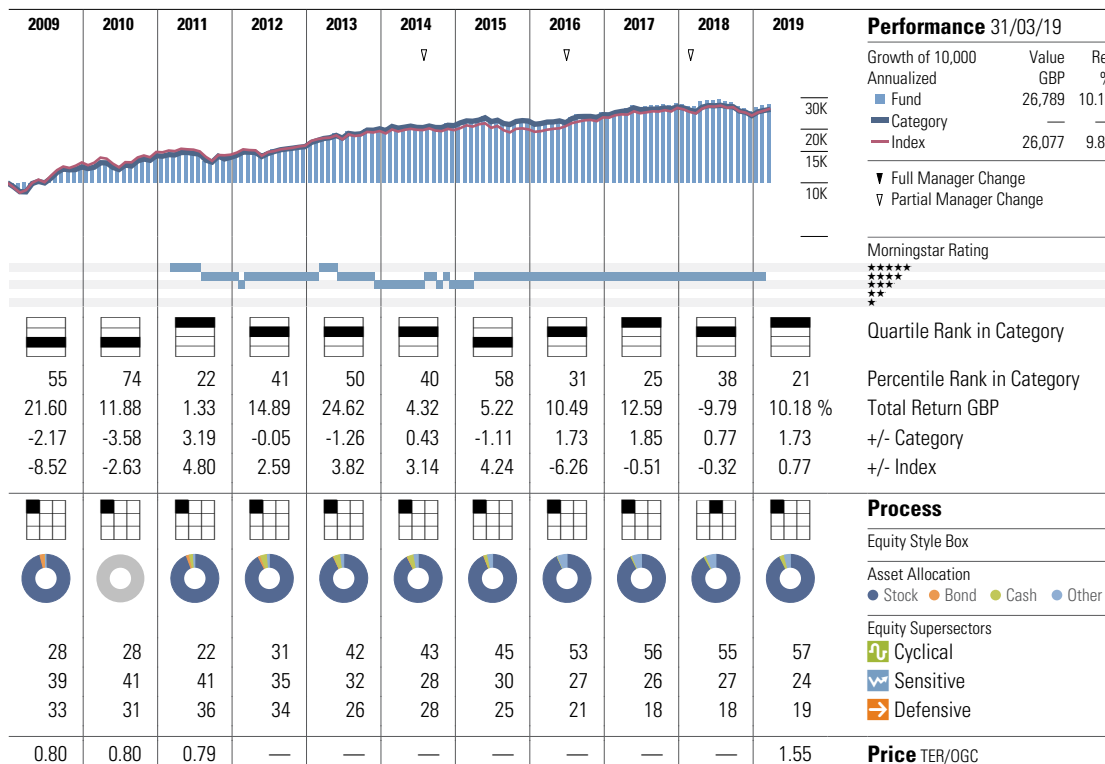 2009 2010 2011 2012 2013 2014 2015 2016 2017 2018 2019
Performance 31/03/19
Growth of 10,000 Value
Annualized GBP
Fund 26,789
Category — —
Index 26,077
▼ Full Manager Change
▽ Partial Manager Change
30K
20K
15K
10K
Morningstar Rating
★★★★★
★★★★
★★★
★★
★
Quartile Rank in Category
55 74 22 41 50 40 58 31 25 38 21 Percentile Rank in Category
21.60 11.88 1.33 14.89 24.62 4.32 5.22 10.49 12.59 -9.79 10.18 % Total Return GBP
-2.17 -3.58 3.19 -0.05 -1.26 0.43 -1.11 1.73 1.85 0.77 1.73 +/- Category
-8.52 -2.63 4.80 2.59 3.82 3.14 4.24 -6.26 -0.51 -0.32 0.77 +/- Index
Process
Equity Style Box
Asset Allocation
Stock Bond Cash Other
Equity Supersectors
28 28 22 31 42 43 45 53 56 55 57 Cyclical
39 41 41 35 32 28 30 27 26 27 24 Sensitive
33 31 36 34 26 28 25 21 18 18 19 Defensive
0.80 0.80 0.79 — — — — — — — 1.55 Price TER/OGC